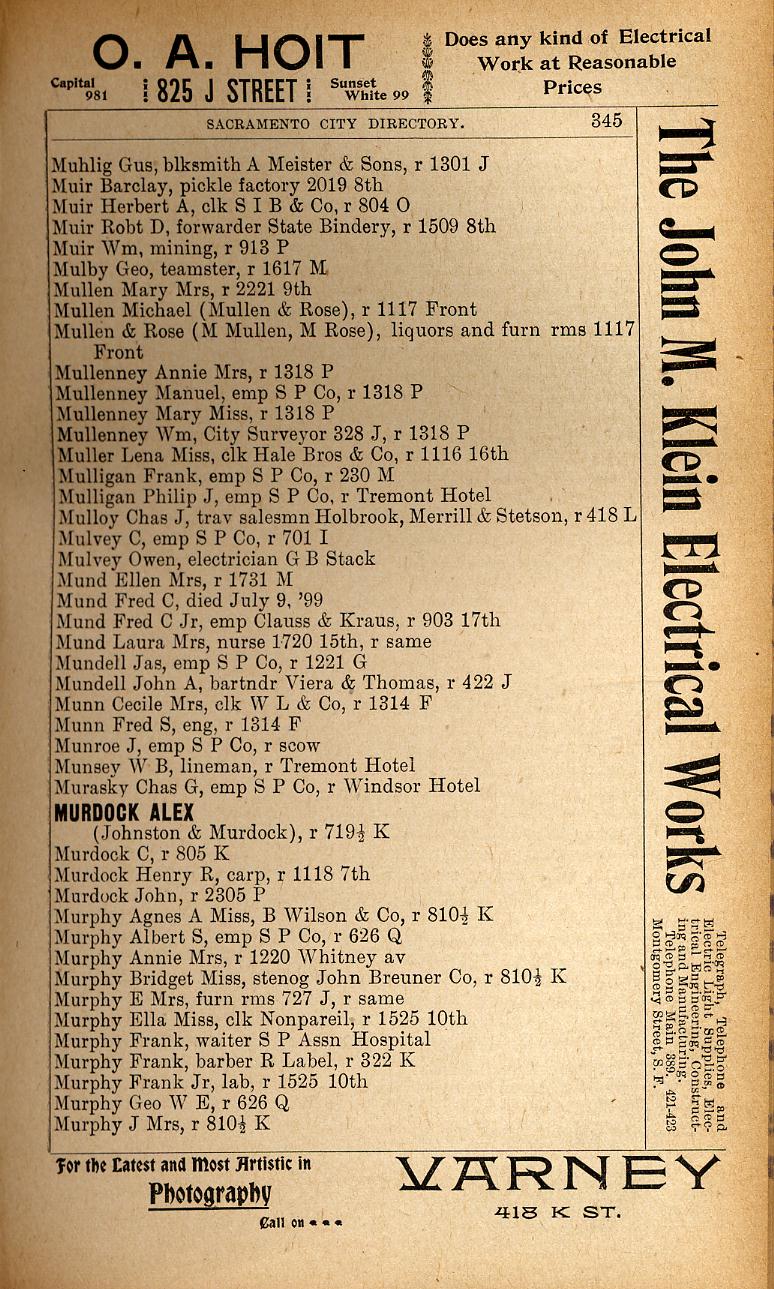 O. A. HOIT
Capital 981
825 J STREET
Sunset White 99
Does any kind of Electrical
Work at Reasonable
Prices
SACRAMENTO CITY DIRECTORY. 345
Muhlig Gus, blksmith A Meister & Sons, r 1301 J
Muir Barclay, pickle factory 2019 8th
Muir Herbert A, clk S I B & Co, r 804 O
Muir Robt D, forwarder State Bindery, r 1509 8th
Muir Wm, mining, r 913 P
Mulby Geo, teamster, r 1617 M
Mullen Mary Mrs, r 2221 9th
Mullen Michael (Mullen & Rose), r 1117 Front
Mullen & Rose (M Mullen, M Rose), liquors and furn rms 1117
Front
Mullenney Annie Mrs, r 1318 P
Mullenney Manuel, emp S P Co, r 1318 P
Mullenney Mary Miss, r 1318 P
Mullenney Wm, City Surveyor 328 J, r 1318 P
Muller Lena Miss, clk Hale Bros & Co, r 1116 16th
Mulligan Frank, emp S P Co, r 230 M
Mulligan Philip J, emp S P Co, r Tremont Hotel
Mulloy Chas J, trav salesmn Holbrook, Merrill & Stetson, r 418 L
Mulvey C, emp S P Co, r 701 I
Mulvey Owen, electrician G B Stack
Mund Ellen Mrs, r 1731 M
Mund Fred C, died July 9, '99
Mund Fred C Jr, emp Clauss & Kraus, r 903 17th
Mund Laura Mrs, nurse 1720 15th, r same
Mundell Jas, emp S P Co, r 1221 G
Mundell John A, bartndr Viera & Thomas, r 422 J
Munn Cecile Mrs, clk W L & Co, r 1314 F
Munn Fred S, eng, r 1314 F
Munroe J, emp S P Co, r scow
Munsey W B, lineman, r Tremont Hotel
Murasky Chas G, emp S P Co, r Windsor Hotel
MURDOCK ALEX
(Johnston & Murdock), r 719½ K
Murdock C, r 805 K
Murdock Henry R, carp, r 1118 7th
Murdock John, r 2305 P
Murphy Agnes A Miss, B Wilson & Co, r 810½ K
Murphy Albert S, emp S P Co, r 626 Q
Murphy Annie Mrs, r 1220 Whitney av
Murphy Bridget Miss, stenog John Breuner Co, r 810½ K
Murphy E Mrs, furn rms 727 J, r same
Murphy Ella Miss, clk Nonpareil, r 1525 10th
Murphy Frank, waiter S P Assn Hospital
Murphy Frank, barber R Label, r 322 K
Murphy Frank Jr, lab, r 1525 10th
Murphy Geo W E, r 626 Q
Murphy J Mrs, r 810½ K
The John M. Klein Electrical Works
Telegraph, Telephone and
Electric Light Supplies, Elec-
trical Engineering, Construct-
ing and Manufacturing.
Telephone Main 389. 421-423
Montgomery Street, S. F.
For the Latest and Most Artistic in
Photography
Call on
VARNEY
418 K ST.